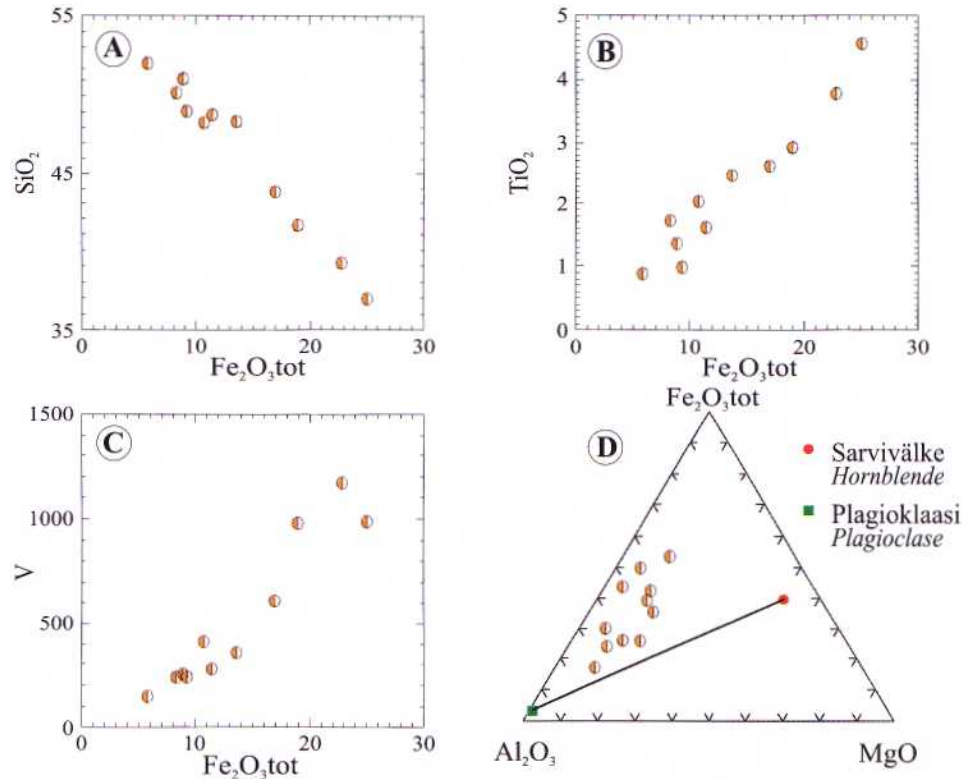 55
A
45
35
SiO₂
0
10
20
30
Fe₂O₃tot
5
B
4
3
2
1
0
TiO₂
0
10
20
30
Fe₂O₃tot
1500
C
1000
500
0
V
0
10
20
30
Fe₂O₃tot
Fe₂O₃tot
D
Sarvivälke
Hornblende
Plagioklaasi
Plagioclase
Al₂O₃
MgO